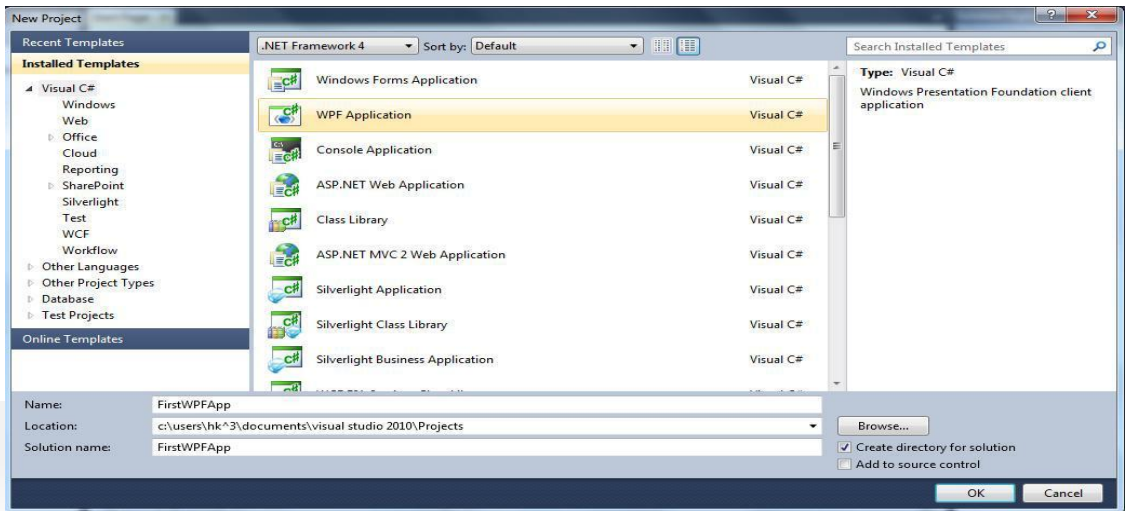 New Project
Recent Templates
Installed Templates
Visual C#
Windows
Web
Office
Cloud
Reporting
SharePoint
Silverlight
Test
WCF
Workflow
Other Languages
Other Project Types
Database
Test Projects
Online Templates
.NET Framework 4 Sort by: Default
Windows Forms Application Visual C#
WPF Application Visual C#
Console Application Visual C#
ASP.NET Web Application Visual C#
Class Library Visual C#
ASP.NET MVC 2 Web Application Visual C#
Silverlight Application Visual C#
Silverlight Class Library Visual C#
Silverlight Business Application Visual C#
Search Installed Templates
Type: Visual C#
Windows Presentation Foundation client
application
Name: FirstWPFApp
Location: c:\users\hk^3\documents\visual studio 2010\Projects
Browse...
Solution name: FirstWPFApp
Create directory for solution
Add to source control
OK Cancel